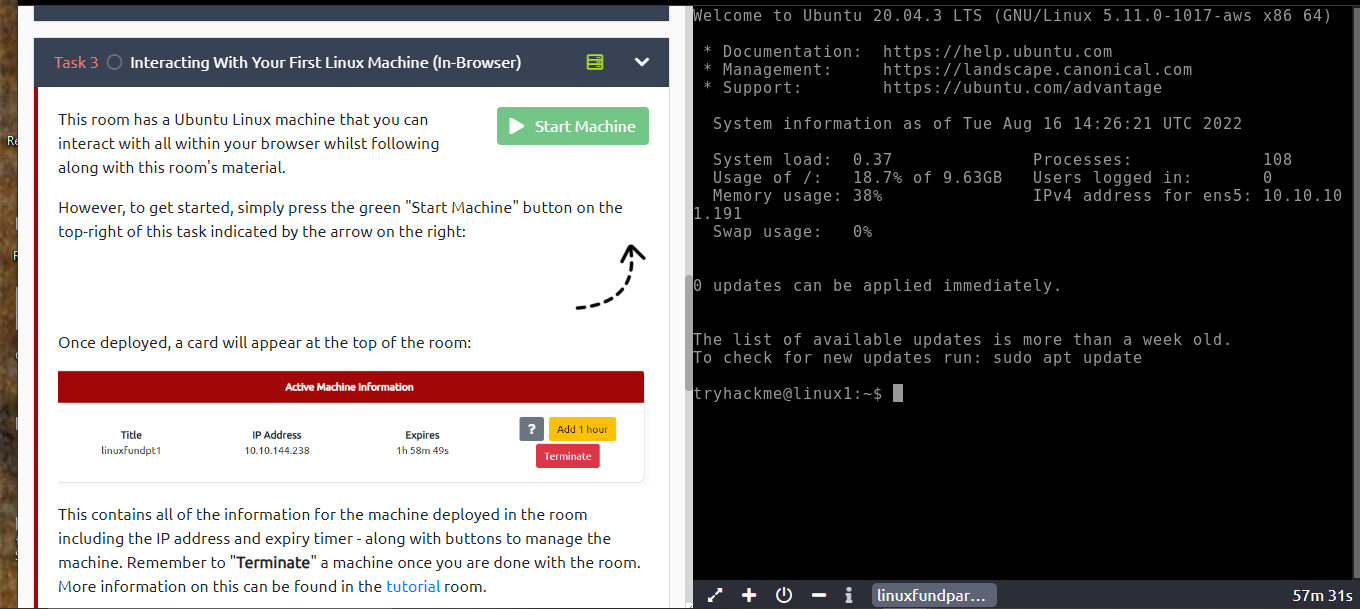 Task 3 Interacting With Your First Linux Machine (In-Browser)
This room has a Ubuntu Linux machine that you can
interact with all within your browser whilst following
along with this room's material.
Start Machine
However, to get started, simply press the green "Start Machine" button on the
top-right of this task indicated by the arrow on the right:
Once deployed, a card will appear at the top of the room:
Active Machine Information
Title
linuxfundpt1
IP Address
10.10.144.238
Expires
1h 58m 49s
? Add 1 hour
Terminate
This contains all of the information for the machine deployed in the room
including the IP address and expiry timer - along with buttons to manage the
machine. Remember to "Terminate" a machine once you are done with the room.
More information on this can be found in the tutorial room.
Welcome to Ubuntu 20.04.3 LTS (GNU/Linux 5.11.0-1017-aws x86 64)
* Documentation:  https://help.ubuntu.com
* Management:     https://landscape.canonical.com
* Support:        https://ubuntu.com/advantage
System information as of Tue Aug 16 14:26:21 UTC 2022
System load:  0.37                Processes:             108
Usage of /:   18.7% of 9.63GB   Users logged in:       0
Memory usage: 38%               IPv4 address for ens5: 10.10.10
1.191
Swap usage:   0%
0 updates can be applied immediately.
The list of available updates is more than a week old.
To check for new updates run: sudo apt update
tryhackme@linux1:~$
linuxfundpar...
57m 31s